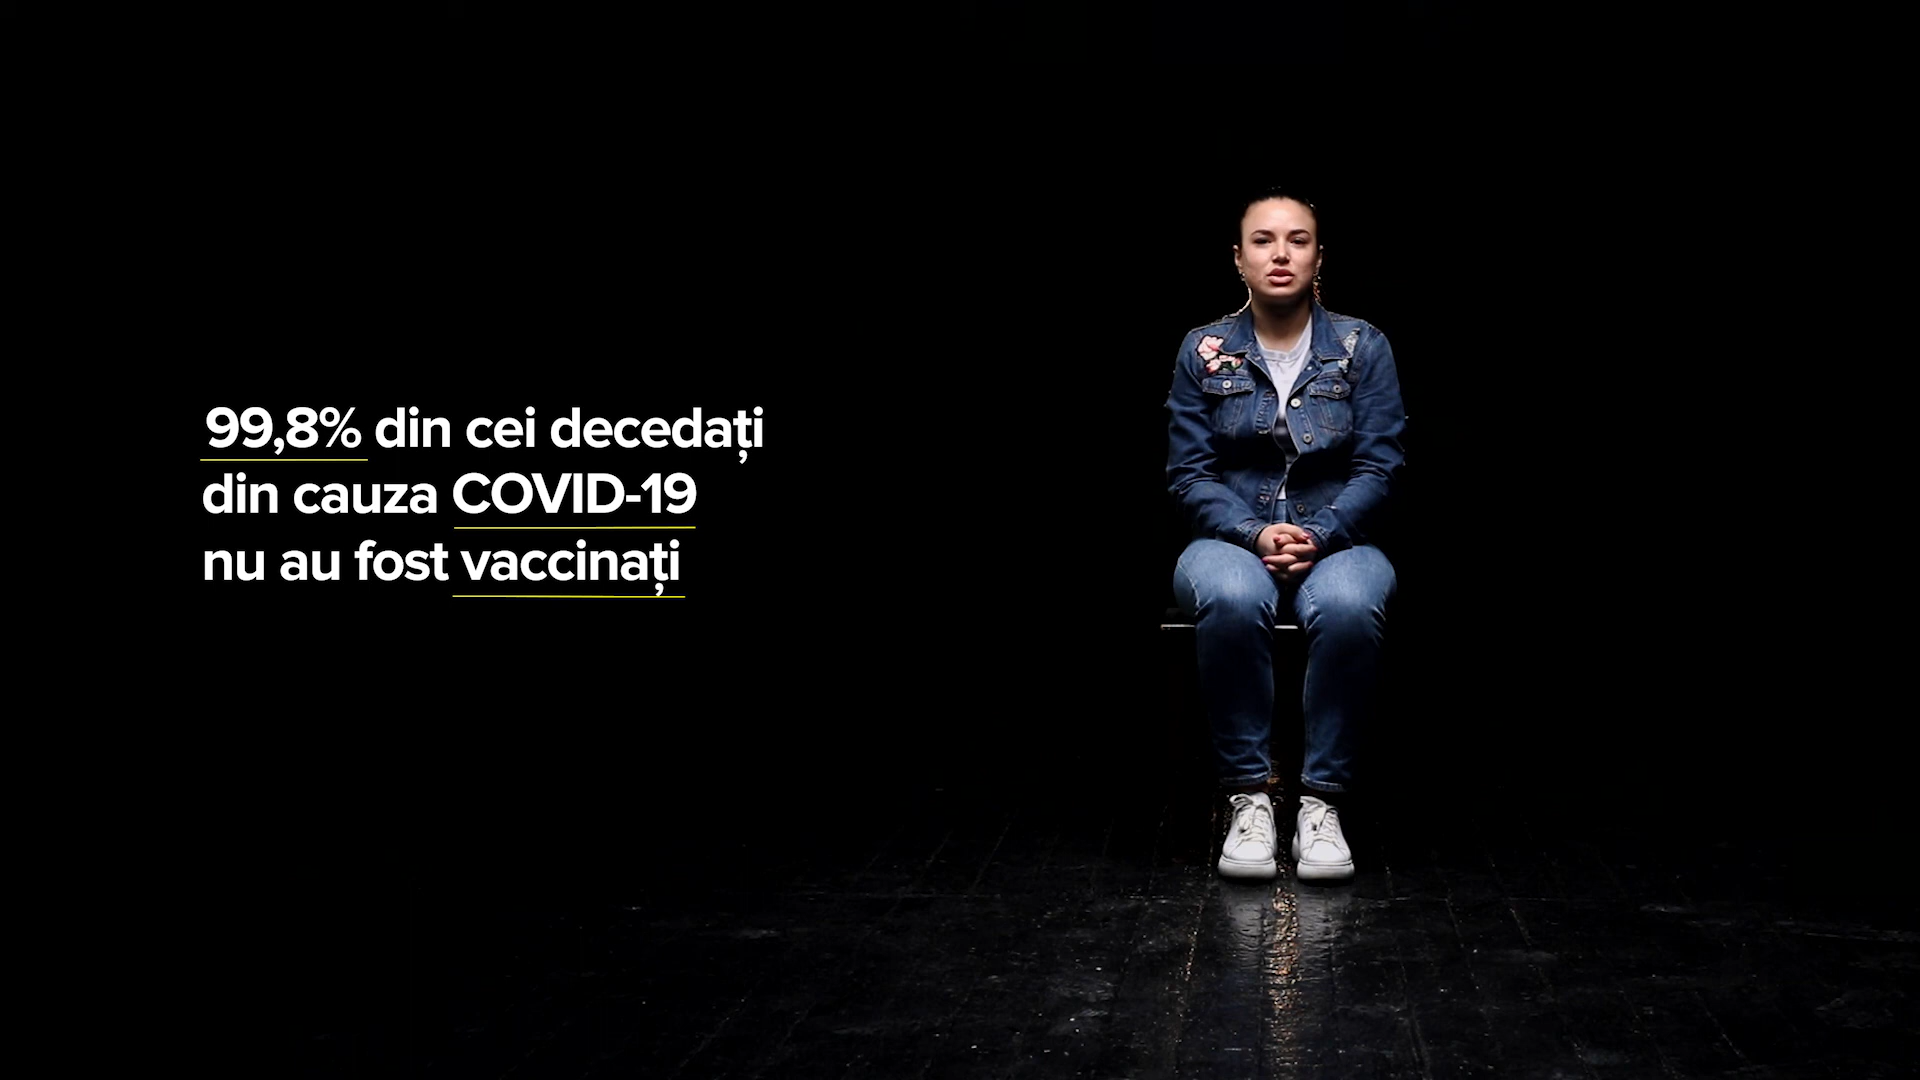 99,8% din cei decedați
din cauza COVID-19
nu au fost vaccinați